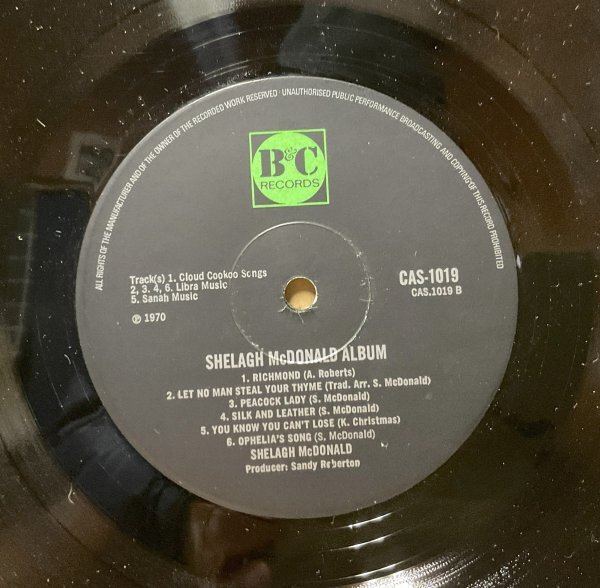 ALL RIGHTS OF THE MANUFACTURER AND OF THE OWNER OF THE RECORDED WORK RESERVED · UNAUTHORISED PUBLIC PERFORMANCE BROADCASTING AND COPYING OF THIS RECORD PROHIBITED
B&C
RECORDS
Track(s) 1. Cloud Cookoo Songs
2, 3, 4, 6. Libra Music
5. Sanah Music
℗ 1970
CAS-1019
CAS.1019 B
SHELAGH McDONALD ALBUM
1. RICHMOND (A. Roberts)
2. LET NO MAN STEAL YOUR THYME (Trad. Arr. S. McDonald)
3. PEACOCK LADY (S. McDonald)
4. SILK AND LEATHER (S. McDonald)
5. YOU KNOW YOU CAN'T LOSE (K. Christmas)
6. OPHELIA'S SONG (S. McDonald)
SHELAGH McDONALD
Producer: Sandy Roberton